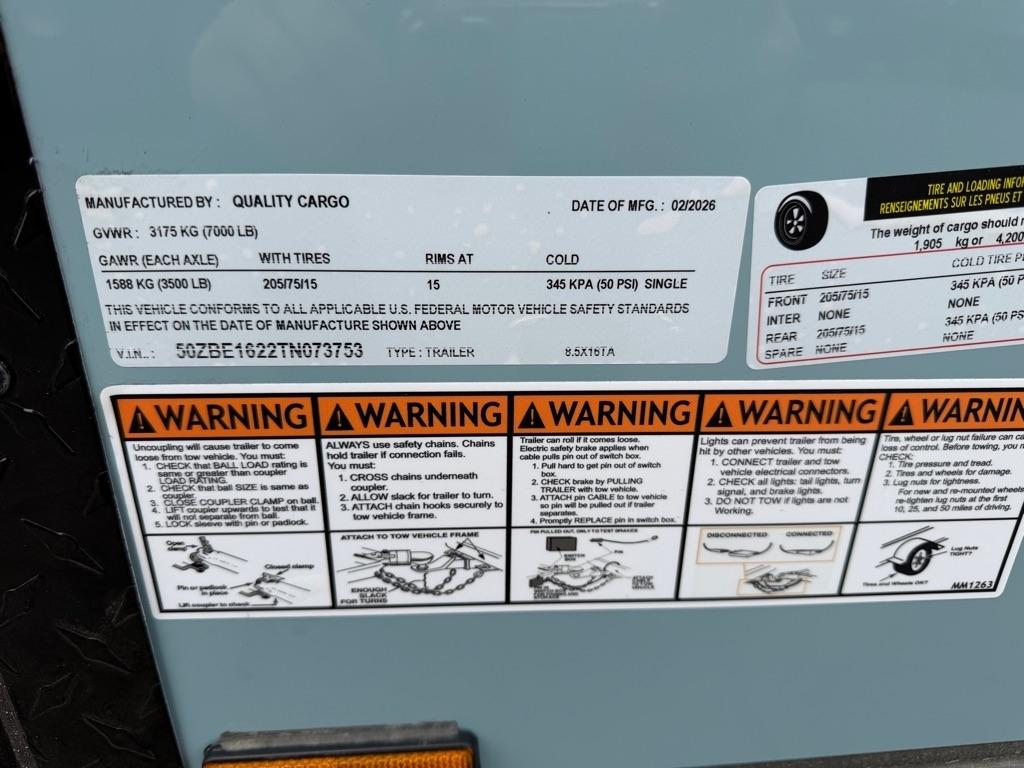 MANUFACTURED BY : QUALITY CARGO DATE OF MFG. : 02/2026
GVWR : 3175 KG (7000 LB)
GAWR (EACH AXLE) WITH TIRES RIMS AT COLD
1588 KG (3500 LB) 205/75/15 15 345 KPA (50 PSI) SINGLE
THIS VEHICLE CONFORMS TO ALL APPLICABLE U.S. FEDERAL MOTOR VEHICLE SAFETY STANDARDS
IN EFFECT ON THE DATE OF MANUFACTURE SHOWN ABOVE
V.I.N.. : 50ZBE1622TN073753 TYPE : TRAILER 8.5X16TA
TIRE AND LOADING
RENSEIGNEMENTS SUR LES PNEUS ET
The weight of cargo should
1,905 kg or 4,200
TIRE SIZE COLD TIRE
FRONT 205/75/15 345 KPA (50
INTER NONE NONE
REAR 205/75/15 345 KPA (50
SPARE NONE NONE
WARNING
Uncoupling will cause trailer to come
loose from tow vehicle. You must:
1. CHECK that BALL LOAD rating is
same or greater than coupler
LOAD RATING.
2. CHECK that ball SIZE is same as
coupler.
3. CLOSE COUPLER CLAMP on ball.
4. LIFT coupler upwards to test that it
will not separate from ball.
5. LOCK sleeve with pin or padlock.
Open clamp
Closed clamp
Pin or padlock
in place
Lift coupler to check
WARNING
ALWAYS use safety chains. Chains
hold trailer if connection fails.
You must:
1. CROSS chains underneath
coupler.
2. ALLOW slack for trailer to turn.
3. ATTACH chain hooks securely to
tow vehicle frame.
ATTACH TO TOW VEHICLE FRAME
ENOUGH
SLACK
FOR TURNS
WARNING
Trailer can roll if it comes loose.
Electric safety brake applies when
cable pulls pin out of switch box.
1. Pull hard to get pin out of switch
box.
2. CHECK brake by PULLING
TRAILER with tow vehicle.
3. ATTACH pin CABLE to tow vehicle
so pin will be pulled out if trailer
separates.
4. Promptly REPLACE pin in switch box.
PIN PULLED OUT, ONLY TO TEST BRAKES
SWITCH
BOX
PIN
WARNING
Lights can prevent trailer from being
hit by other vehicles. You must:
1. CONNECT trailer and tow
vehicle electrical connectors.
2. CHECK all lights: tail lights, turn
signal, and brake lights.
3. DO NOT TOW if lights are not
Working.
DISCONNECTED CONNECTED
Tire, wheel or lug nut failure can
loss of control. Before towing, you
CHECK:
1. Tire pressure and tread.
2. Tires and wheels for damage.
3. Lug nuts for tightness.
For new and re-mounted wheels
re-tighten lug nuts at the first
10, 25, and 50 miles of driving.
Lug Nuts
TIGHT?
Tires and Wheels OK?
MM1263